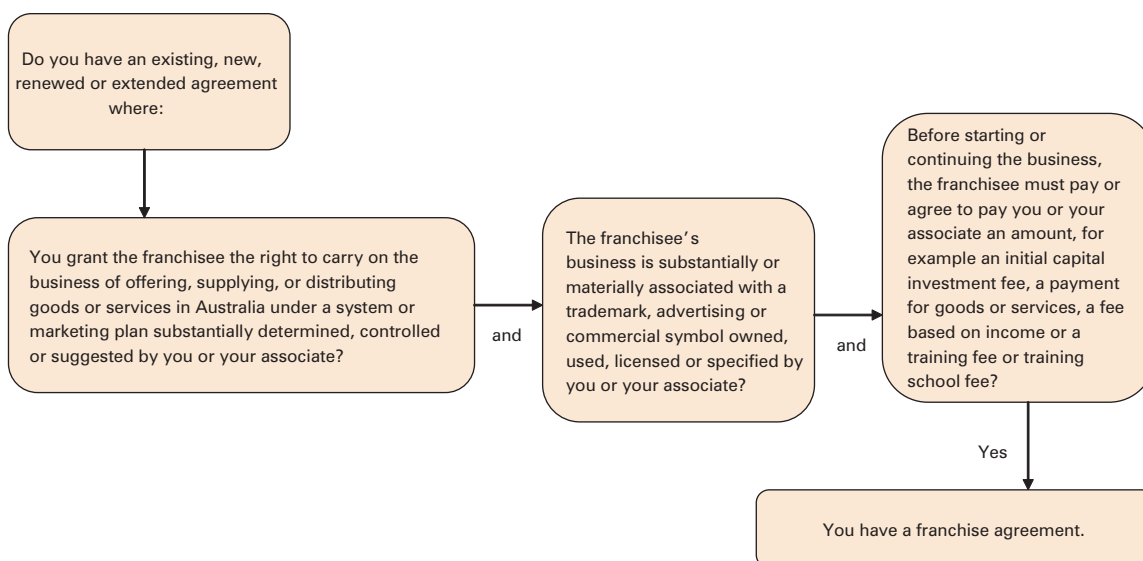 Do you have an existing, new,
renewed or extended agreement
where:
You grant the franchisee the right to carry on the
business of offering, supplying, or distributing
goods or services in Australia under a system or
marketing plan substantially determined, controlled
or suggested by you or your associate?
and
The franchisee's
business is substantially or
materially associated with a
trademark, advertising or
commercial symbol owned,
used, licensed or specified by
you or your associate?
and
Before starting or
continuing the business,
the franchisee must pay or
agree to pay you or your
associate an amount, for
example an initial capital
investment fee, a payment
for goods or services, a fee
based on income or a
training fee or training
school fee?
Yes
You have a franchise agreement.